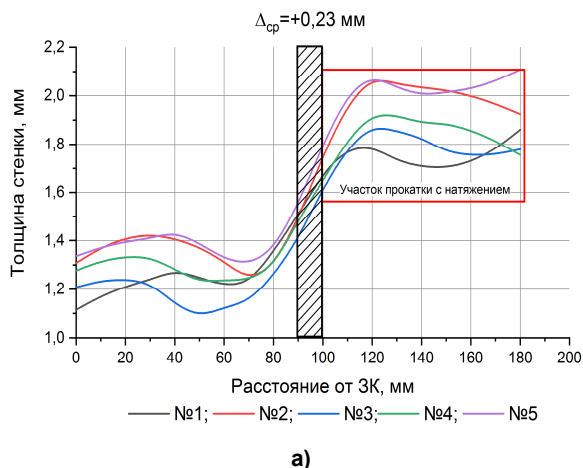 Δср=+0,23 мм
Толщина стенки, мм
2,2
2,0
1,8
1,6
1,4
1,2
1,0
Участок прокатки с натяжением
0 20 40 60 80 100 120 140 160 180 200
Расстояние от ЗК, мм
№1; №2; №3; №4; №5
а)